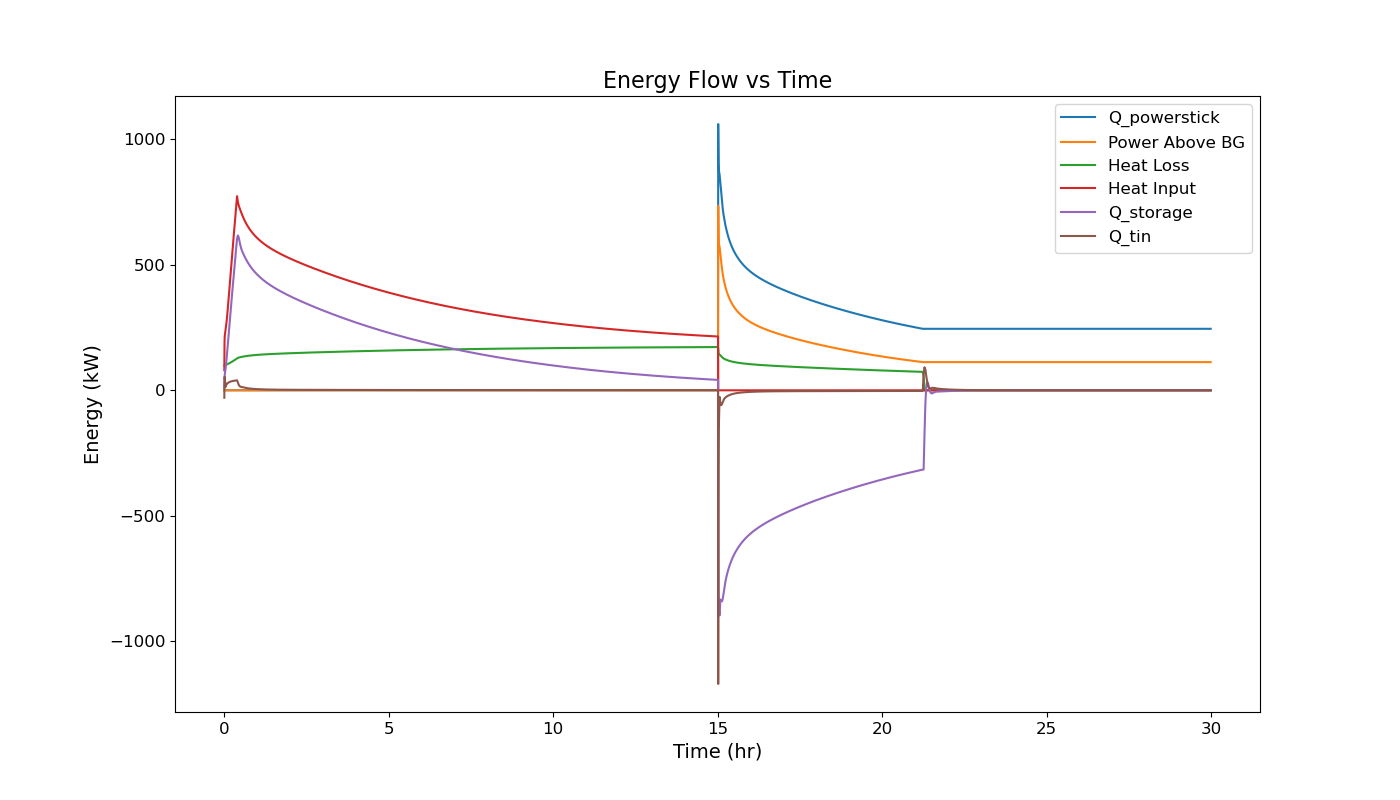 Energy Flow vs Time
Energy (kW)
1000
500
0
−500
−1000
Q_powerstick
Power Above BG
Heat Loss
Heat Input
Q_storage
Q_tin
0 5 10 15 20 25 30
Time (hr)